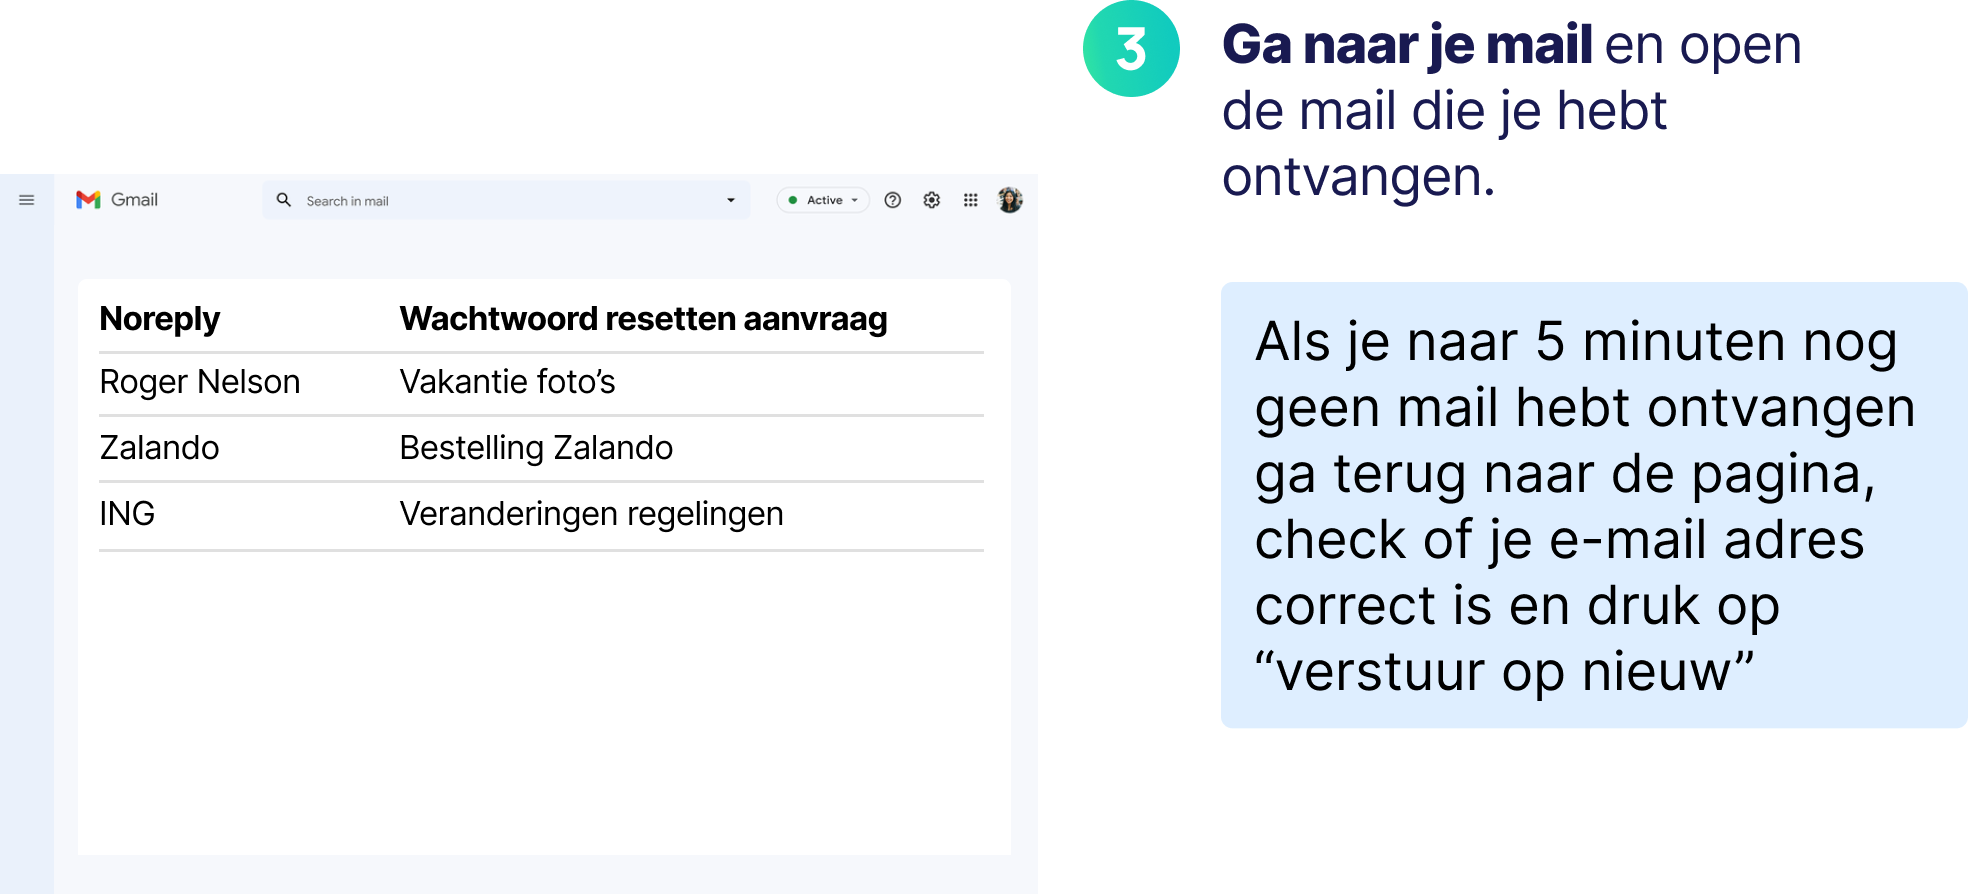 3
Ga naar je mail en open
de mail die je hebt
ontvangen.
Gmail
Search in mail
Active
Noreply Wachtwoord resetten aanvraag
Roger Nelson Vakantie foto’s
Zalando Bestelling Zalando
ING Veranderingen regelingen
Als je naar 5 minuten nog
geen mail hebt ontvangen
ga terug naar de pagina,
check of je e-mail adres
correct is en druk op
“verstuur op nieuw”